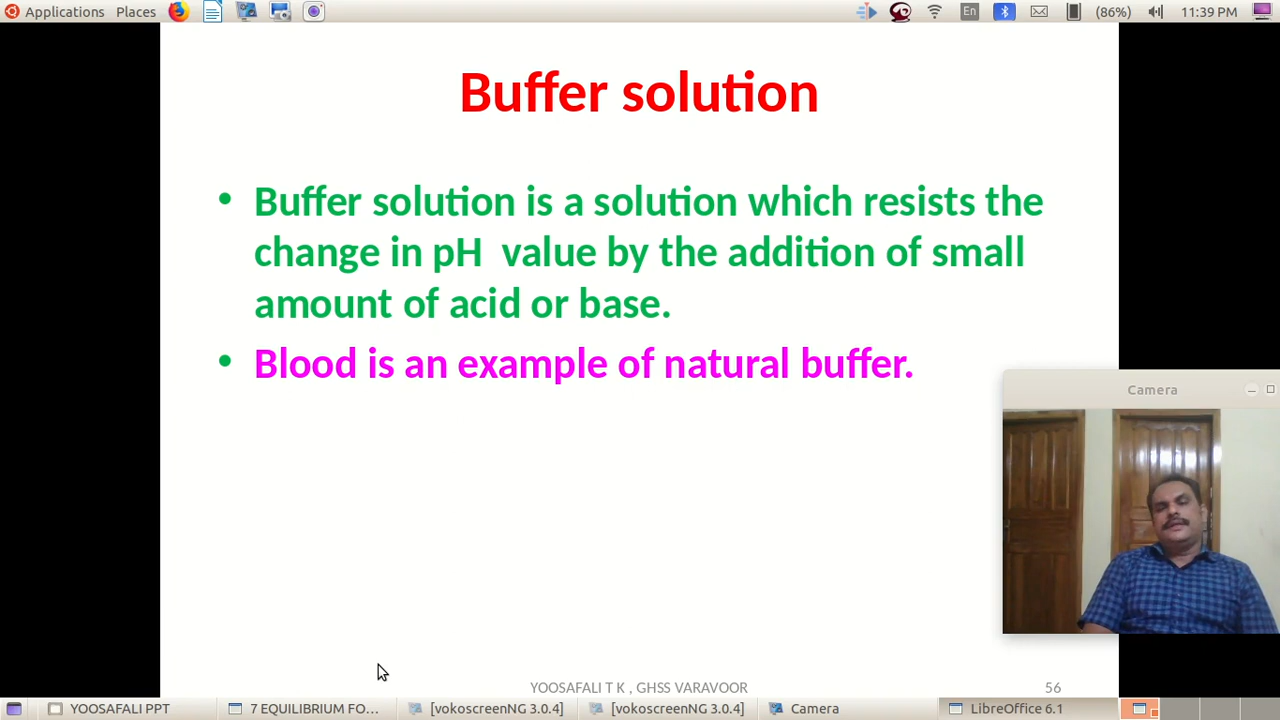 Applications Places En (86%) 11:39 PM
Buffer solution
• Buffer solution is a solution which resists the
change in pH value by the addition of small
amount of acid or base.
• Blood is an example of natural buffer.
Camera
YOOSAFALI T K , GHSS VARAVOOR 56
YOOSAFALI PPT 7 EQUILIBRIUM FO... [vokoscreenNG 3.0.4] [vokoscreenNG 3.0.4] Camera LibreOffice 6.1